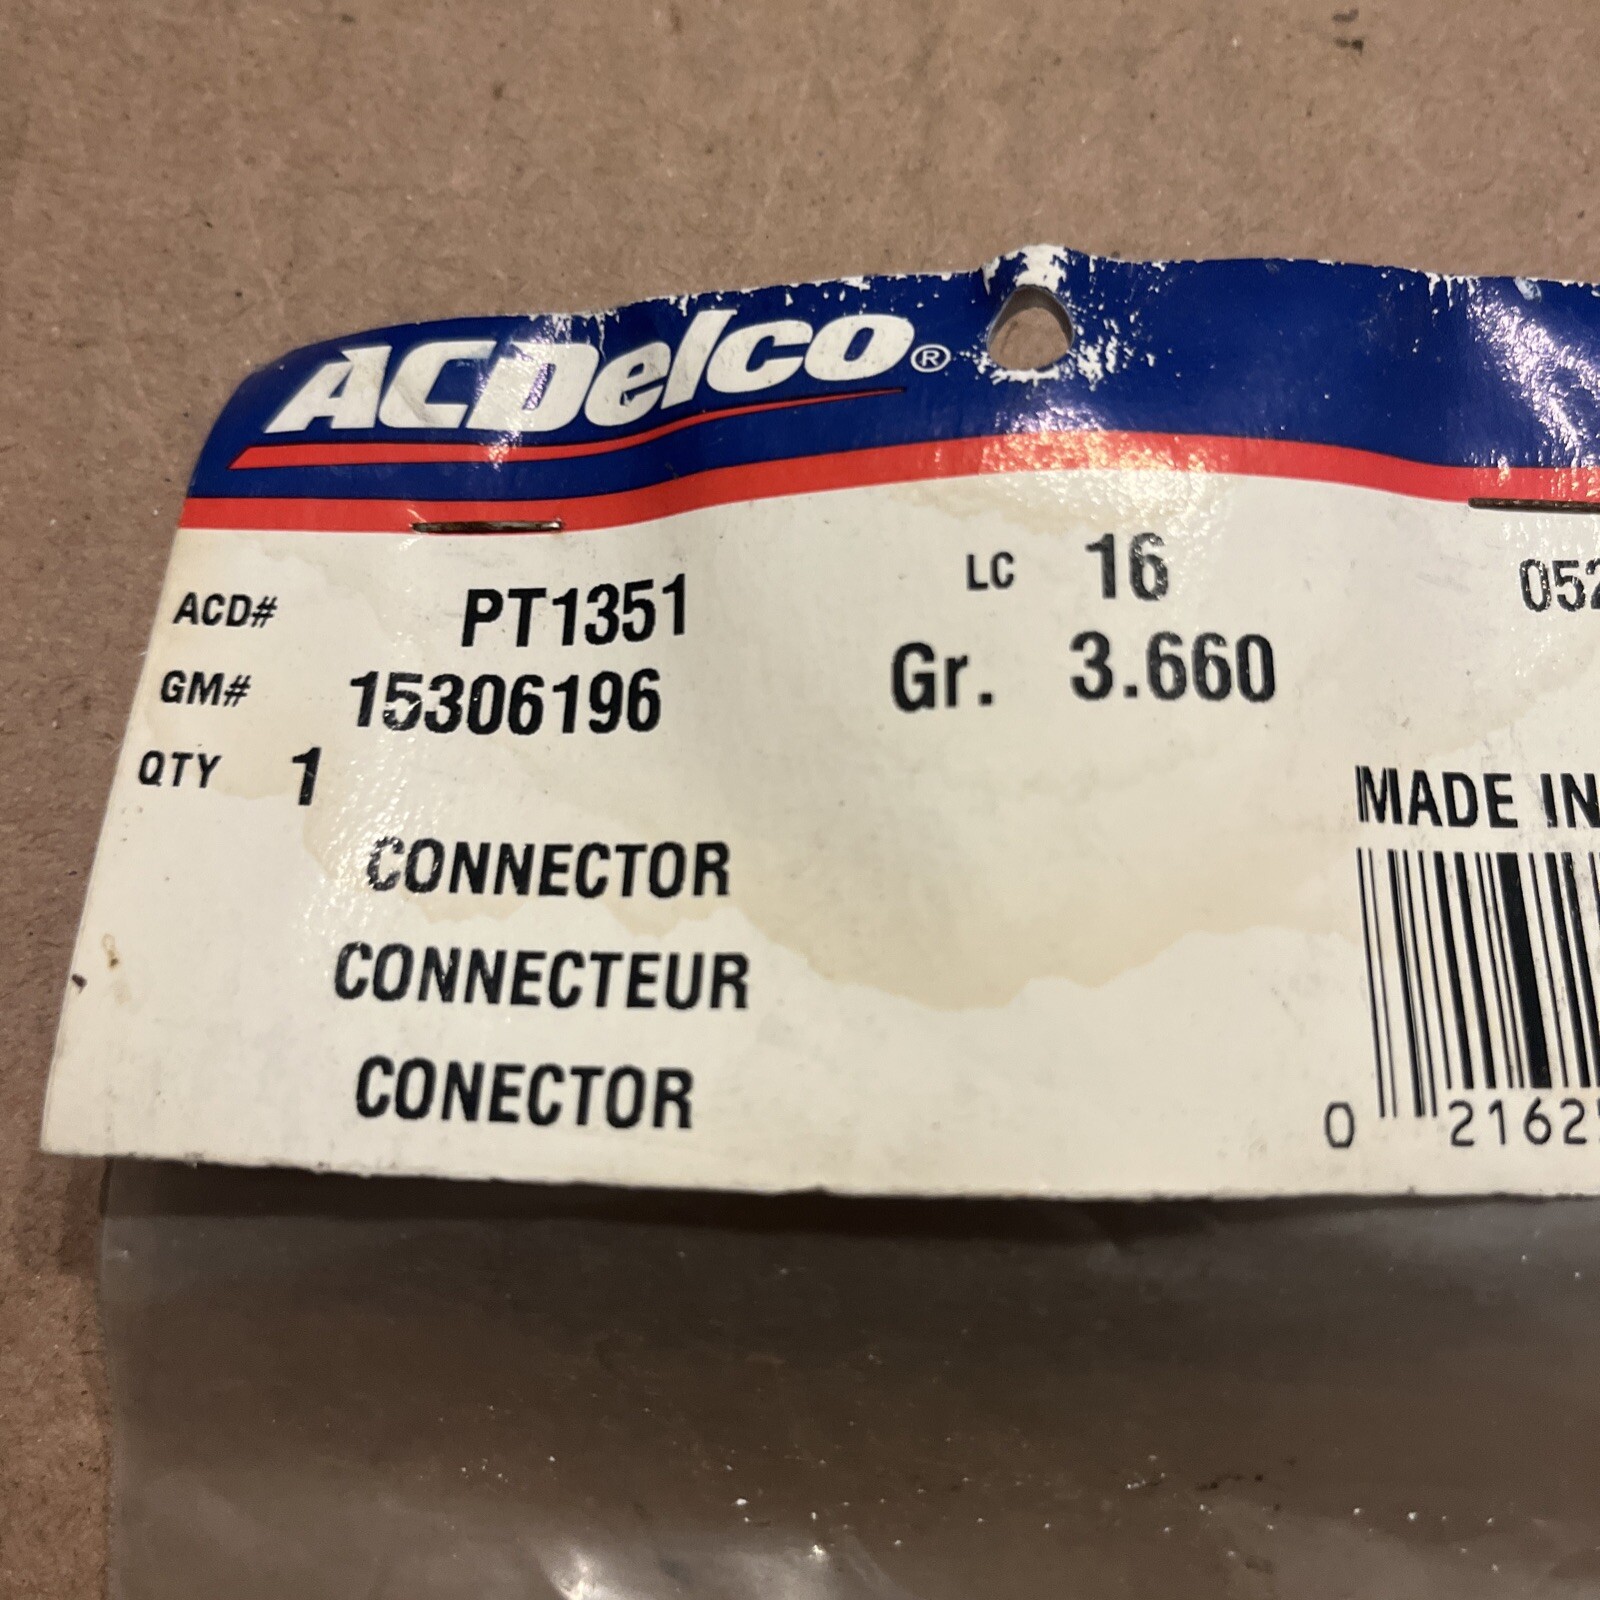 ACDelco®
ACD# PT1351 LC 16 052
GM# 15306196 Gr. 3.660
QTY 1
MADE IN
CONNECTOR
CONNECTEUR
CONECTOR
0 2162